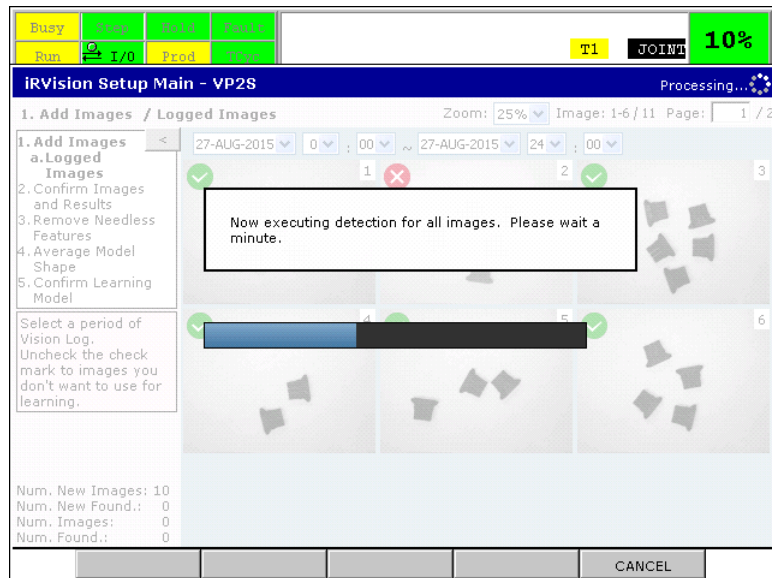 Busy Step Hold Fault
Run I/O Prod TCyc
T1 JOINT 10%
iRVision Setup Main - VP2S Processing...
1. Add Images / Logged Images Zoom: 25% Image: 1-6 / 11 Page: 1 / 2
1. Add Images <
a.Logged
Images
2. Confirm Images
and Results
3. Remove Needless
Features
4. Average Model
Shape
5. Confirm Learning
Model
Select a period of
Vision Log.
Uncheck the check
mark to images you
don't want to use for
learning.
Num. New Images: 10
Num. New Found.: 0
Num. Images: 0
Num. Found.: 0
27-AUG-2015 0 : 00 ~ 27-AUG-2015 24 : 00
1 2 3
Now executing detection for all images. Please wait a
minute.
4 5 6
CANCEL